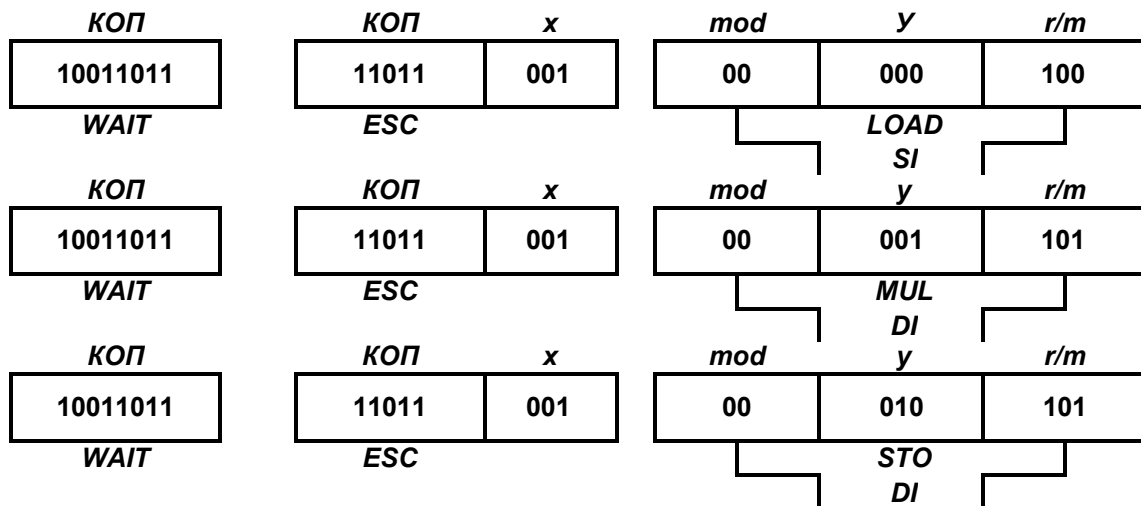 КОП КОП x mod У r/m
10011011 11011 001 00 000 100
WAIT ESC LOAD
SI
КОП КОП x mod y r/m
10011011 11011 001 00 001 101
WAIT ESC MUL
DI
КОП КОП x mod y r/m
10011011 11011 001 00 010 101
WAIT ESC STO
DI